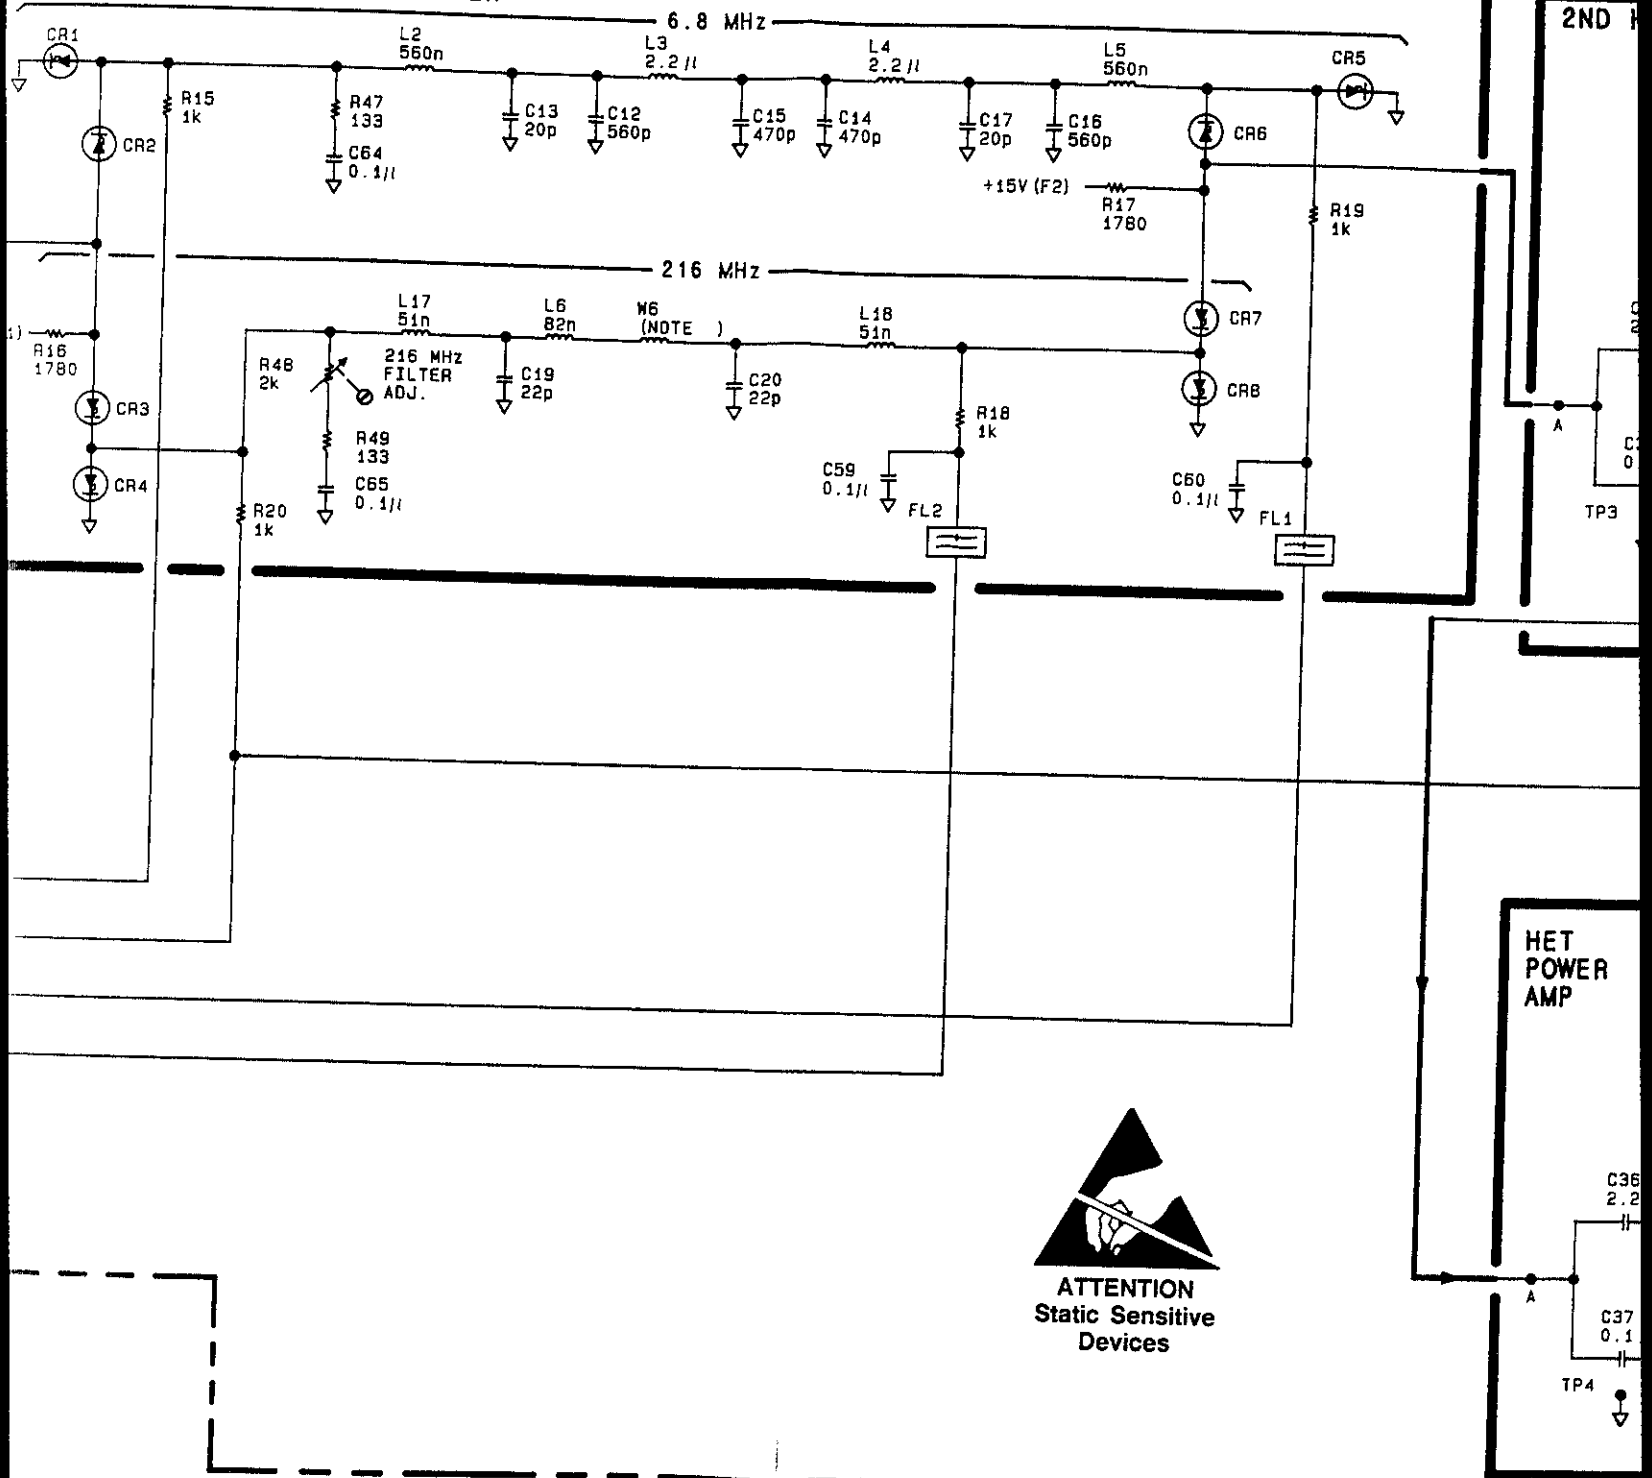 6.8 MHz
2ND
CR1
L2
560n
L3
2.2µ
L4
2.2µ
L5
560n
CR5
R15
1k
R47
133
C13
20p
C12
560p
C15
470p
C14
470p
C17
20p
C16
560p
CR6
CR2
C64
0.1µ
+15V (F2)
R17
1780
R19
1k
216 MHz
L17
51n
L6
82n
W6
(NOTE )
L18
51n
CR7
R16
1780
R48
2k
216 MHz
FILTER
ADJ.
C19
22p
C20
22p
CR8
CR3
R18
1k
A
R49
133
CR4
C65
0.1µ
C59
0.1µ
C60
0.1µ
R20
1k
FL2
FL1
TP3
HET
POWER
AMP
C36
2.2
ATTENTION
Static Sensitive
Devices
A
C37
0.1
TP4